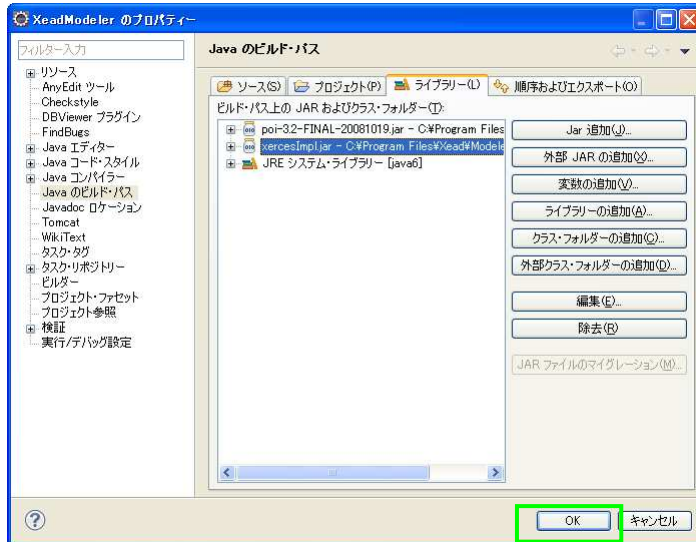 XeadModeler のプロパティー
フィルター入力
リソース
AnyEdit ツール
Checkstyle
DBViewer プラグイン
FindBugs
Java エディター
Java コード・スタイル
Java コンパイラー
Java のビルド・パス
Javadoc ロケーション
Tomcat
WikiText
タスク・タグ
タスク・リポジトリー
ビルダー
プロジェクト・ファセット
プロジェクト参照
検証
実行/デバッグ設定
Java のビルド・パス
ソース(S) プロジェクト(P) ライブラリー(L) 順序およびエクスポート(O)
ビルド・パス上の JAR およびクラス・フォルダー(T):
poi-3.2-FINAL-20081019.jar - C:¥Program Files
xercesImpl.jar - C:¥Program Files¥Xead¥Modele
JRE システム・ライブラリー [java6]
Jar 追加(J)...
外部 JAR の追加(X)...
変数の追加(V)...
ライブラリーの追加(A)...
クラス・フォルダーの追加(C)...
外部クラス・フォルダーの追加(D)...
編集(E)...
除去(R)
JAR ファイルのマイグレーション(M)...
OK キャンセル